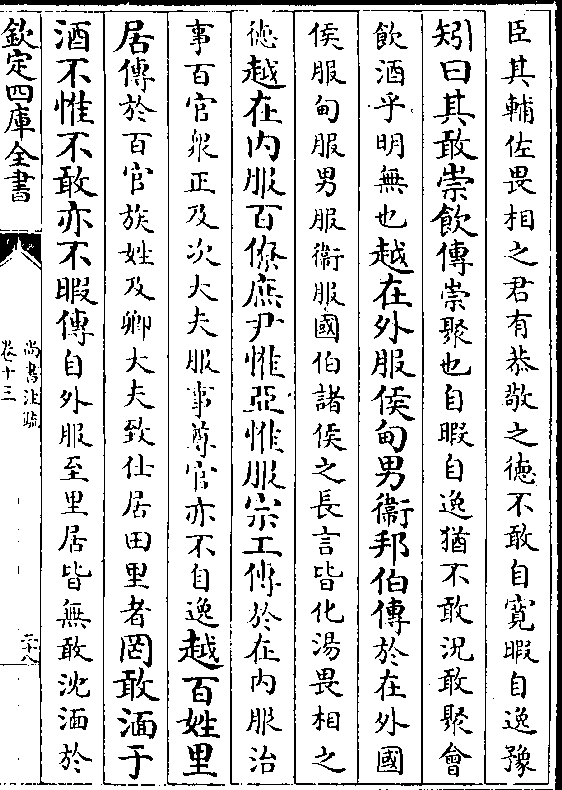 臣其輔佐畏相之君有恭敬之德不敢自寛暇自逸豫
矧曰其敢崇飲傳崇聚也自暇自逸猶不敢況敢聚會
飲酒乎明無也越在外服侯甸男衞邦伯傳於在外國
侯服甸服男服衞服國伯諸侯之長言皆化湯畏相之
徳越在内服百僚庶尹惟亞惟服宗工傳於在内服治
事百官衆正及次大夫服事尊官亦不自逸越百姓里
居傳於百官族姓及卿大夫致仕居田里者罔敢湎于
酒不惟不敢亦不暇傳自外服至里居皆無敢沈湎於
欽定四庫全書
尚書注疏
卷十三
二十八